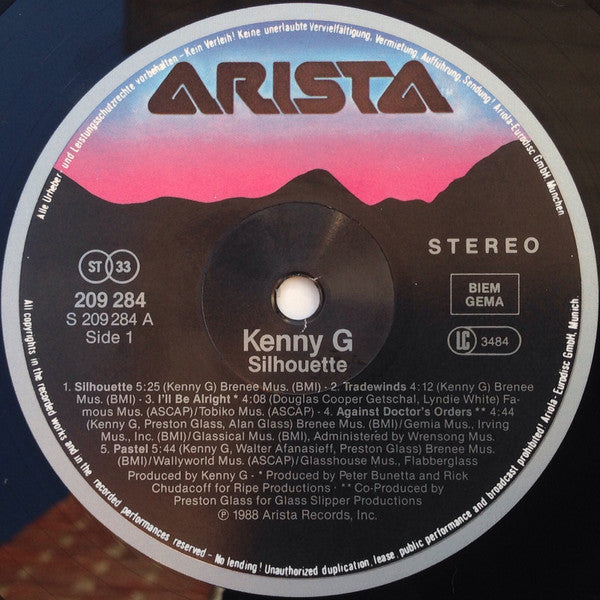 Alle Urheber und Leistungsschutzrechte vorbehalten - Kein Verleih! Keine unerlaubte Vervielfältigung, Vermietung, Aufführung, Sendung! Ariola-Eurodisc GmbH, München
ARISTA
TM
STEREO
ST 33
209 284
S 209 284 A
Side 1
BIEM
GEMA
LC 3484
Kenny G
Silhouette
1. Silhouette 5:25 (Kenny G) Brenee Mus. (BMI) - 2. Tradewinds 4:12 (Kenny G) Brenee
Mus. (BMI) - 3. I'll Be Alright * 4:08 (Douglas Cooper Getschal, Lyndie White) Fa-
mous Mus. (ASCAP)/Tobiko Mus. (ASCAP) - 4. Against Doctor's Orders ** 4:44
(Kenny G, Preston Glass, Alan Glass) Brenee Mus. (BMI)/Gemia Mus., Irving
Mus., Inc. (BMI)/Glassical Mus. (BMI), Administered by Wrensong Mus.
5. Pastel 5:44 (Kenny G, Walter Afanasieff, Preston Glass) Brenee Mus.
(BMI)/Wallyworld Mus. (ASCAP)/Glasshouse Mus., Flabberglass
Produced by Kenny G - * Produced by Peter Bunetta and Rick
Chudacoff for Ripe Productions - ** Co-Produced by
Preston Glass for Glass Slipper Productions
℗ 1988 Arista Records, Inc.
All copyrights in the recorded works and in the recorded performances reserved - No lending! Unauthorized duplication, lease, public performance and broadcast prohibited! Ariola-Eurodisc GmbH, Munich.